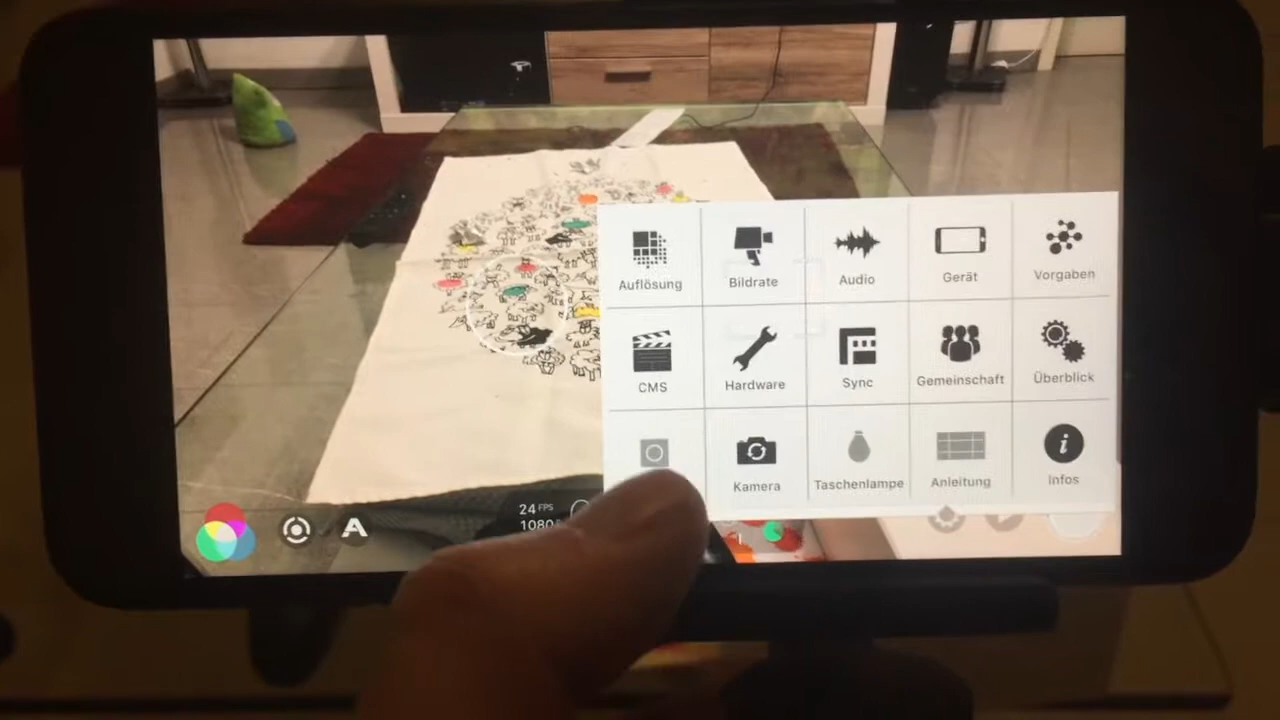 Auflösung
Bildrate
Audio
Gerät
Vorgaben
CMS
Hardware
Sync
Gemeinschaft
Überblick
Kamera
Taschenlampe
Anleitung
Infos
24 FPS
1080
A